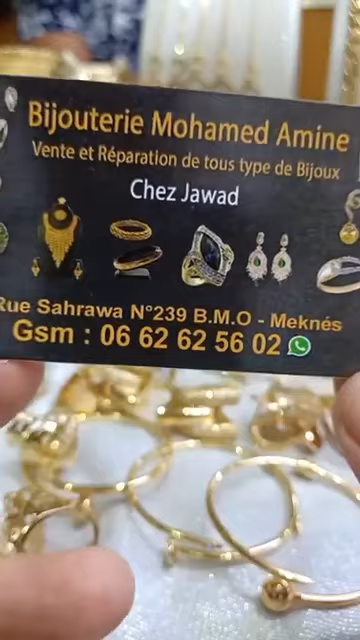 Bijouterie Mohamed Amine
Vente et Réparation de tous type de Bijoux
Chez Jawad
Rue Sahrawa N°239 B.M.O - Meknés
Gsm : 06 62 62 56 02